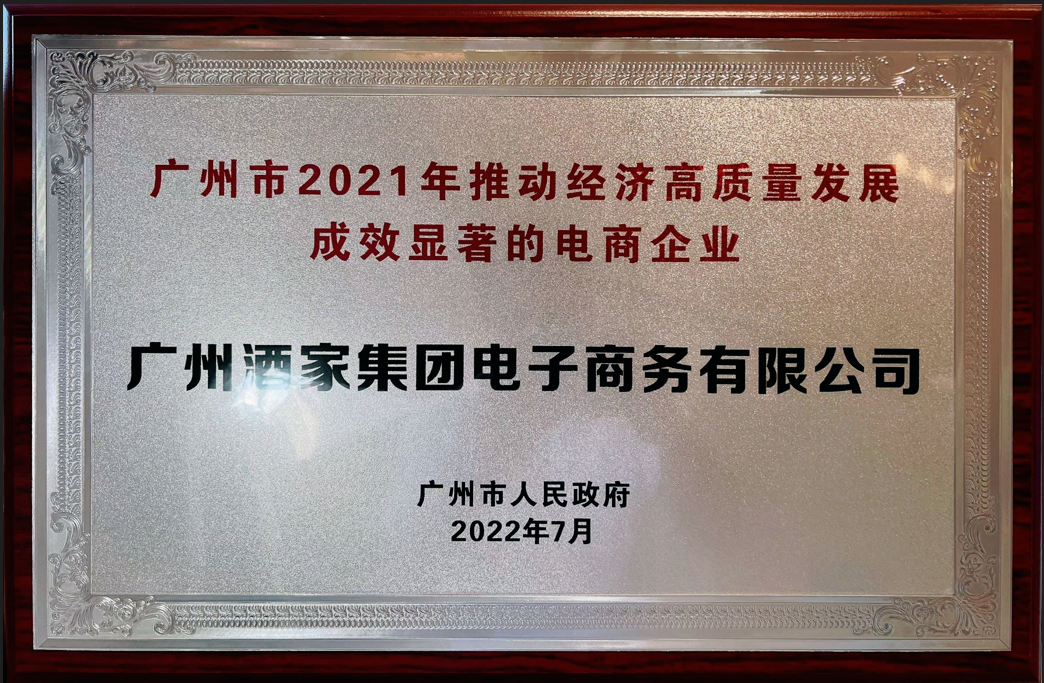 广州市2021年推动经济高质量发展
成效显著的电商企业
广州酒家集团电子商务有限公司
广州市人民政府
2022年7月